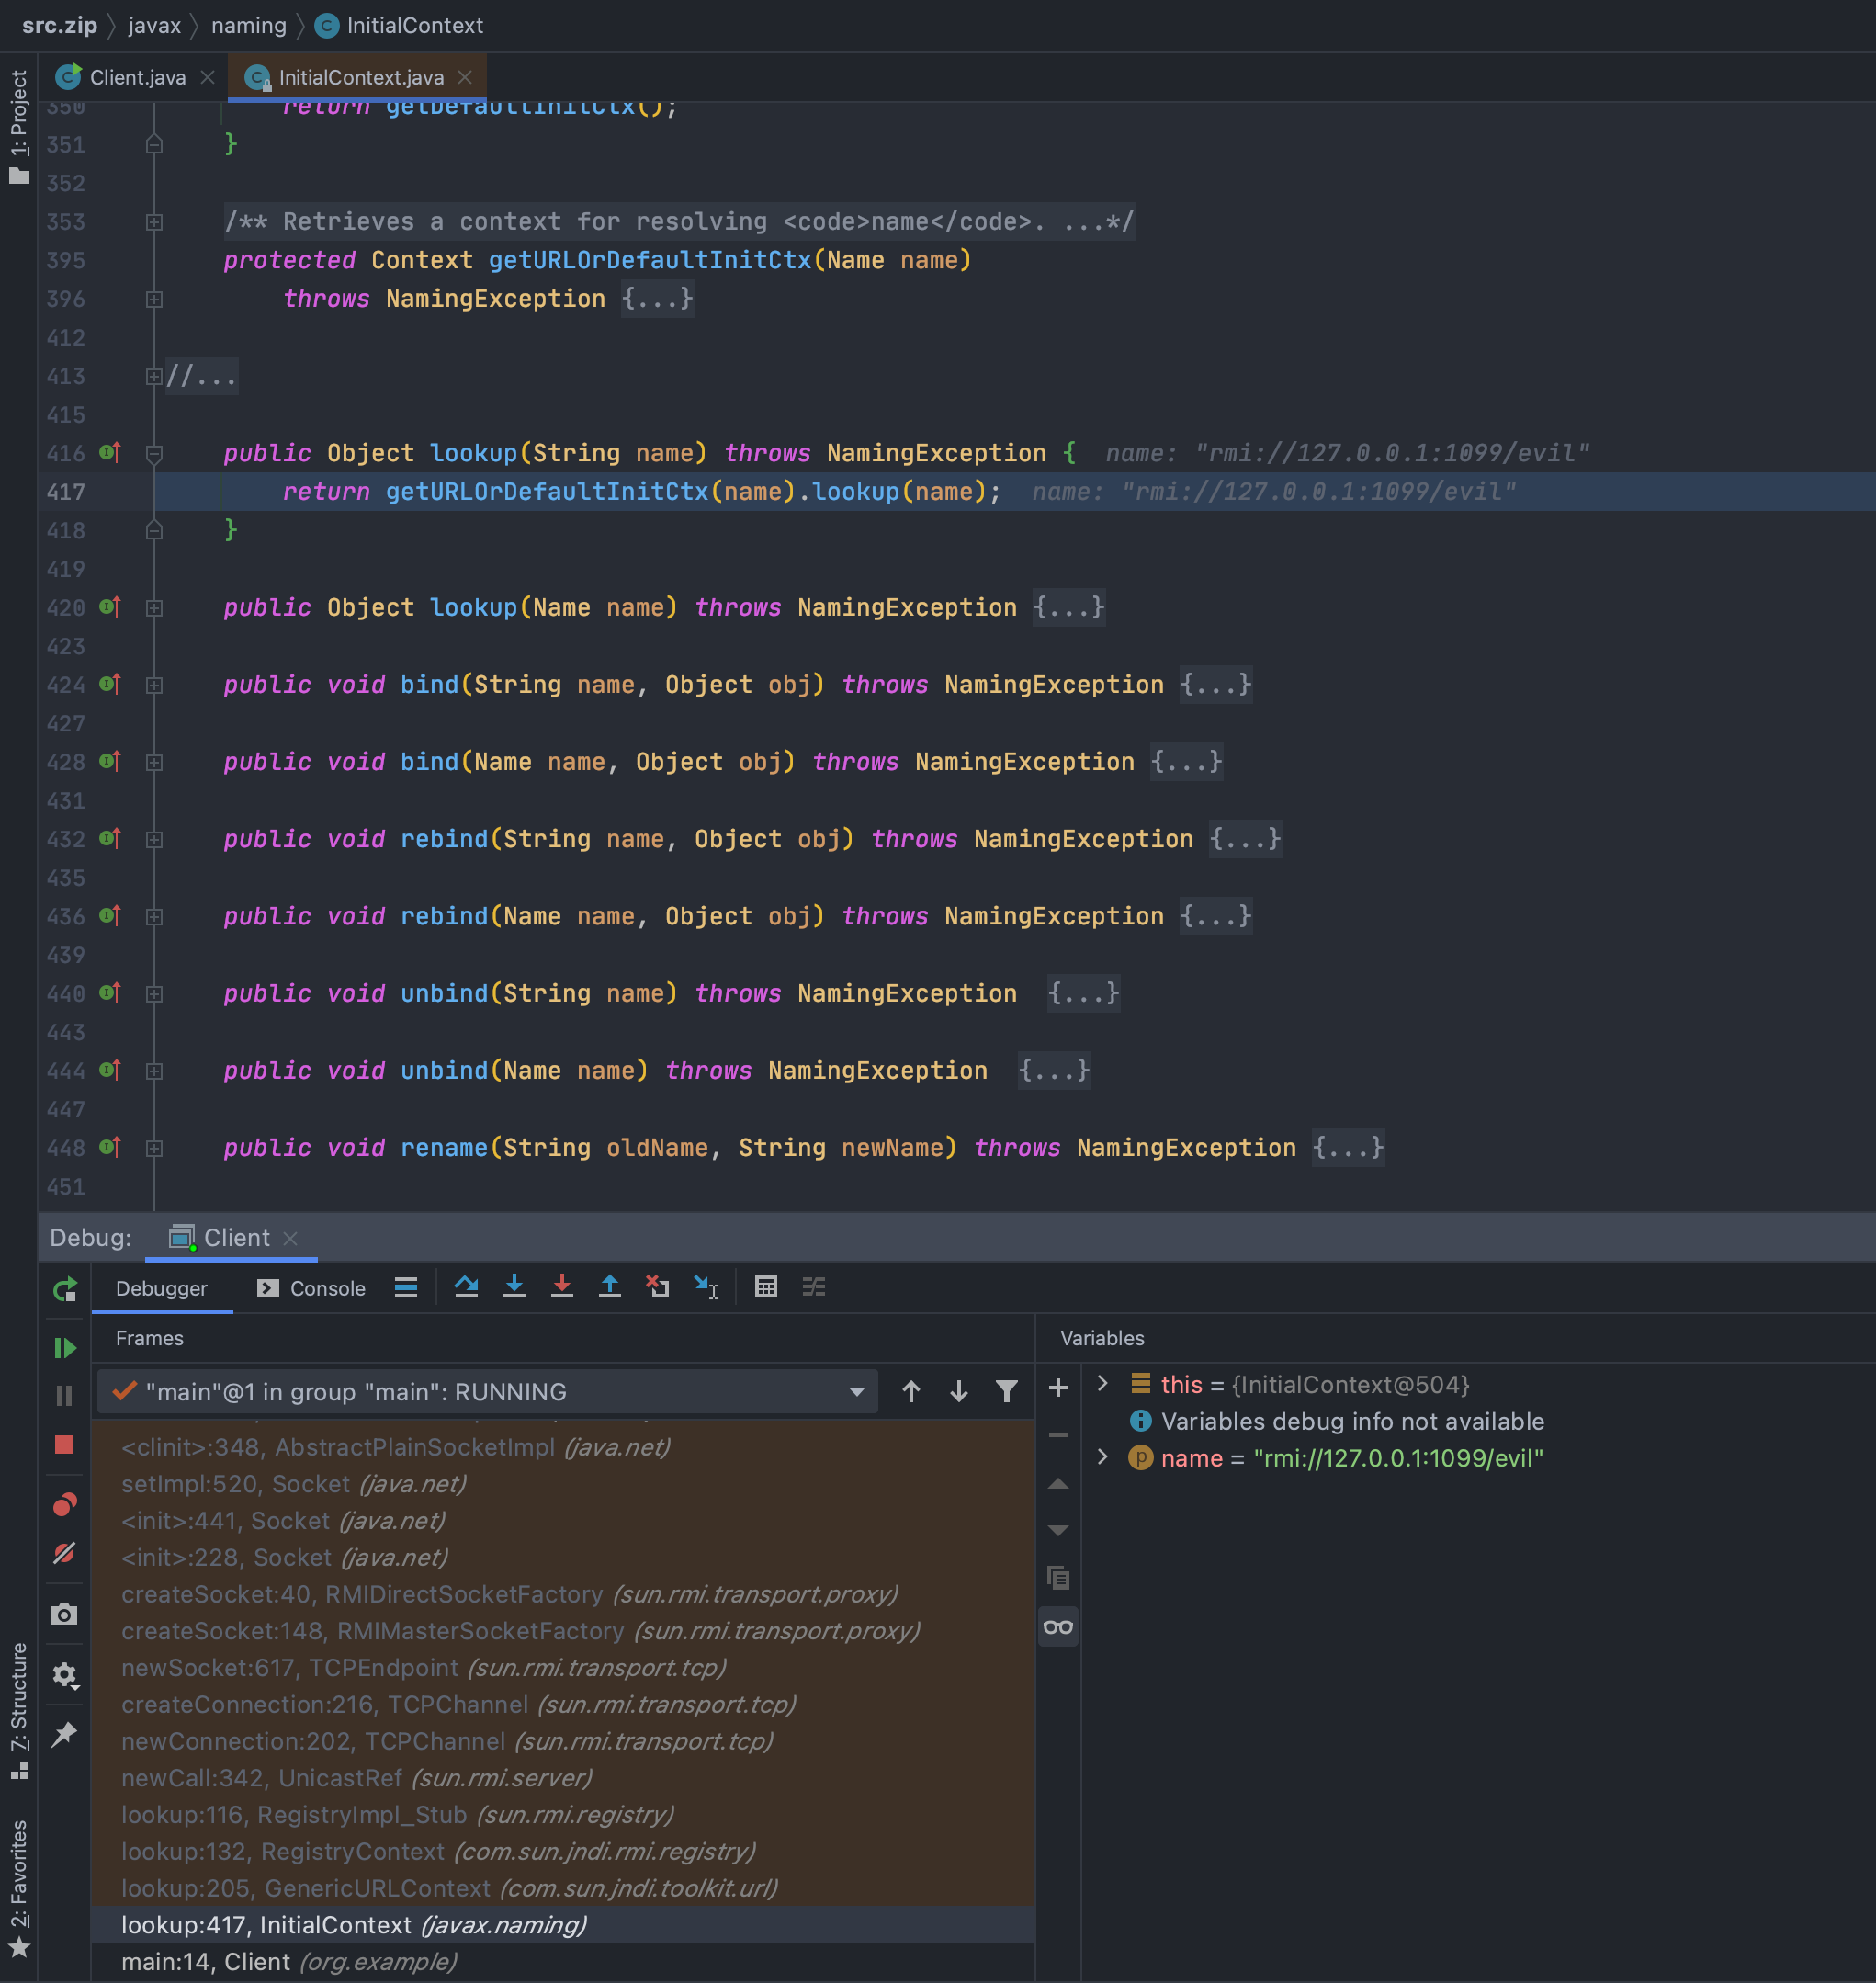 src.zip javax naming InitialContext
1: Project
Client.java InitialContext.java
350 return getDefaultInitCtx();
351 }
352
353 /** Retrieves a context for resolving <code>name</code>. ...*/
395 protected Context getURLOrDefaultInitCtx(Name name)
396 throws NamingException {...}
412
413 //...
415
416 public Object lookup(String name) throws NamingException { name: "rmi://127.0.0.1:1099/evil"
417 return getURLOrDefaultInitCtx(name).lookup(name); name: "rmi://127.0.0.1:1099/evil"
418 }
419
420 public Object lookup(Name name) throws NamingException {...}
423
424 public void bind(String name, Object obj) throws NamingException {...}
427
428 public void bind(Name name, Object obj) throws NamingException {...}
431
432 public void rebind(String name, Object obj) throws NamingException {...}
435
436 public void rebind(Name name, Object obj) throws NamingException {...}
439
440 public void unbind(String name) throws NamingException {...}
443
444 public void unbind(Name name) throws NamingException {...}
447
448 public void rename(String oldName, String newName) throws NamingException {...}
451
Debug: Client
Debugger Console
Frames
"main"@1 in group "main": RUNNING
<clinit>:348, AbstractPlainSocketImpl (java.net)
setImpl:520, Socket (java.net)
<init>:441, Socket (java.net)
<init>:228, Socket (java.net)
createSocket:40, RMIDirectSocketFactory (sun.rmi.transport.proxy)
createSocket:148, RMIMasterSocketFactory (sun.rmi.transport.proxy)
newSocket:617, TCPEndpoint (sun.rmi.transport.tcp)
createConnection:216, TCPChannel (sun.rmi.transport.tcp)
newConnection:202, TCPChannel (sun.rmi.transport.tcp)
newCall:342, UnicastRef (sun.rmi.server)
lookup:116, RegistryImpl_Stub (sun.rmi.registry)
lookup:132, RegistryContext (com.sun.jndi.rmi.registry)
lookup:205, GenericURLContext (com.sun.jndi.toolkit.url)
lookup:417, InitialContext (javax.naming)
main:14, Client (org.example)
Variables
this = {InitialContext@504}
Variables debug info not available
name = "rmi://127.0.0.1:1099/evil"
7: Structure
2: Favorites